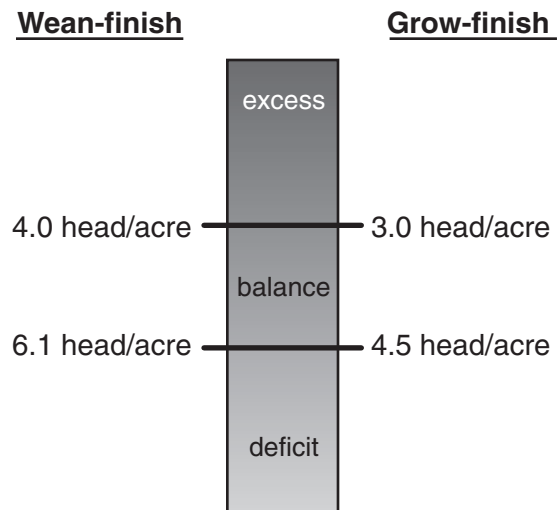 Wean-finish Grow-finish
excess
4.0 head/acre 3.0 head/acre
balance
6.1 head/acre 4.5 head/acre
deficit